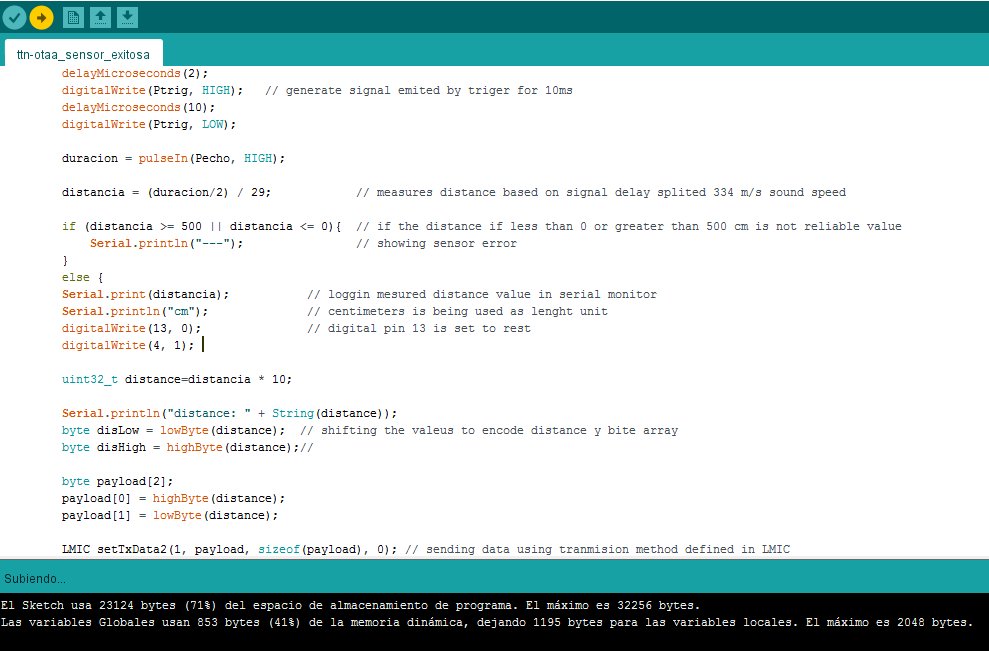 ttn-otaa_sensor_exitosa
delayMicroseconds(2);
digitalWrite(Ptrig, HIGH);   // generate signal emited by triger for 10ms
delayMicroseconds(10);
digitalWrite(Ptrig, LOW);
duracion = pulseIn(Pecho, HIGH);
distancia = (duracion/2) / 29;            // measures distance based on signal delay splited 334 m/s sound speed
if (distancia >= 500 || distancia <= 0){  // if the distance if less than 0 or greater than 500 cm is not reliable value
    Serial.println("---");                // showing sensor error
}
else {
Serial.print(distancia);           // loggin mesured distance value in serial monitor
Serial.println("cm");              // centimeters is being used as lenght unit
digitalWrite(13, 0);               // digital pin 13 is set to rest
digitalWrite(4, 1);
uint32_t distance=distancia * 10;
Serial.println("distance: " + String(distance));
byte disLow = lowByte(distance);  // shifting the valeus to encode distance y bite array
byte disHigh = highByte(distance);//
byte payload[2];
payload[0] = highByte(distance);
payload[1] = lowByte(distance);
LMIC setTxData2(1, payload, sizeof(payload), 0); // sending data using tranmision method defined in LMIC
Subiendo...
El Sketch usa 23124 bytes (71%) del espacio de almacenamiento de programa. El máximo es 32256 bytes.
Las variables Globales usan 853 bytes (41%) de la memoria dinámica, dejando 1195 bytes para las variables locales. El máximo es 2048 bytes.